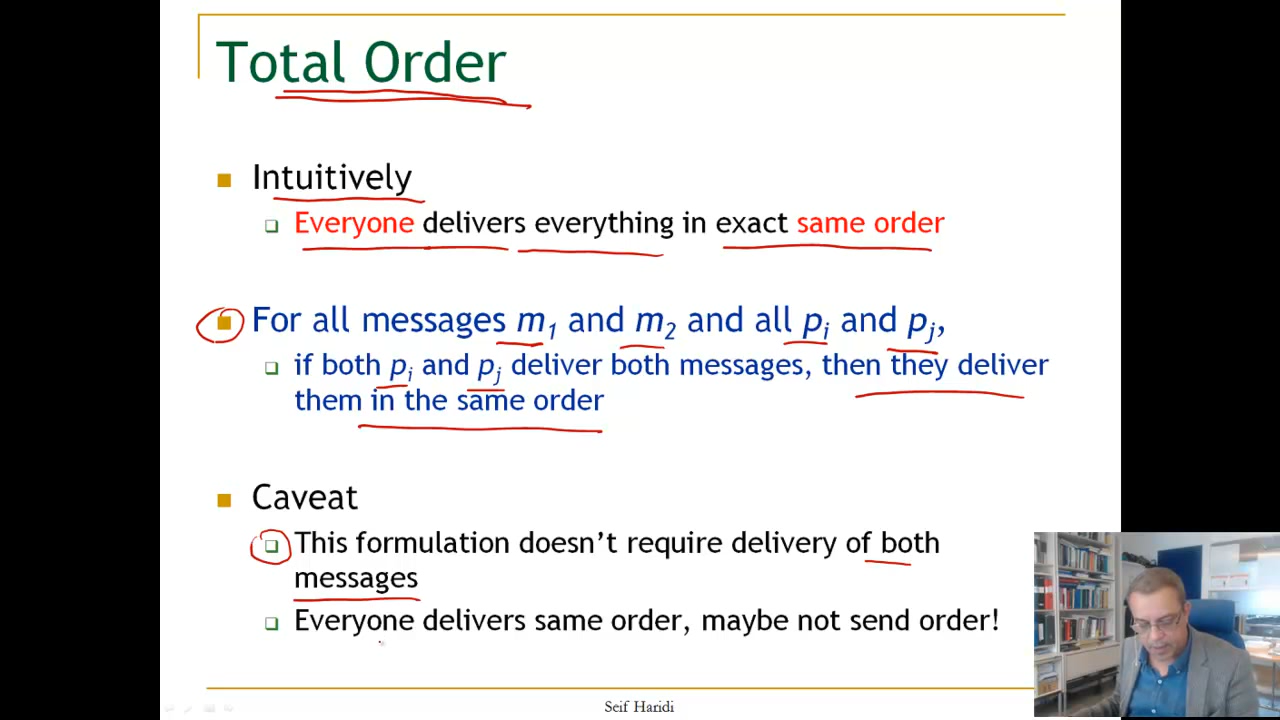 Total Order
Intuitively
Everyone delivers everything in exact same order
For all messages m₁ and m₂ and all pᵢ and pⱼ,
if both pᵢ and pⱼ deliver both messages, then they deliver
them in the same order
Caveat
This formulation doesn't require delivery of both
messages
Everyone delivers same order, maybe not send order!
Seif Haridi